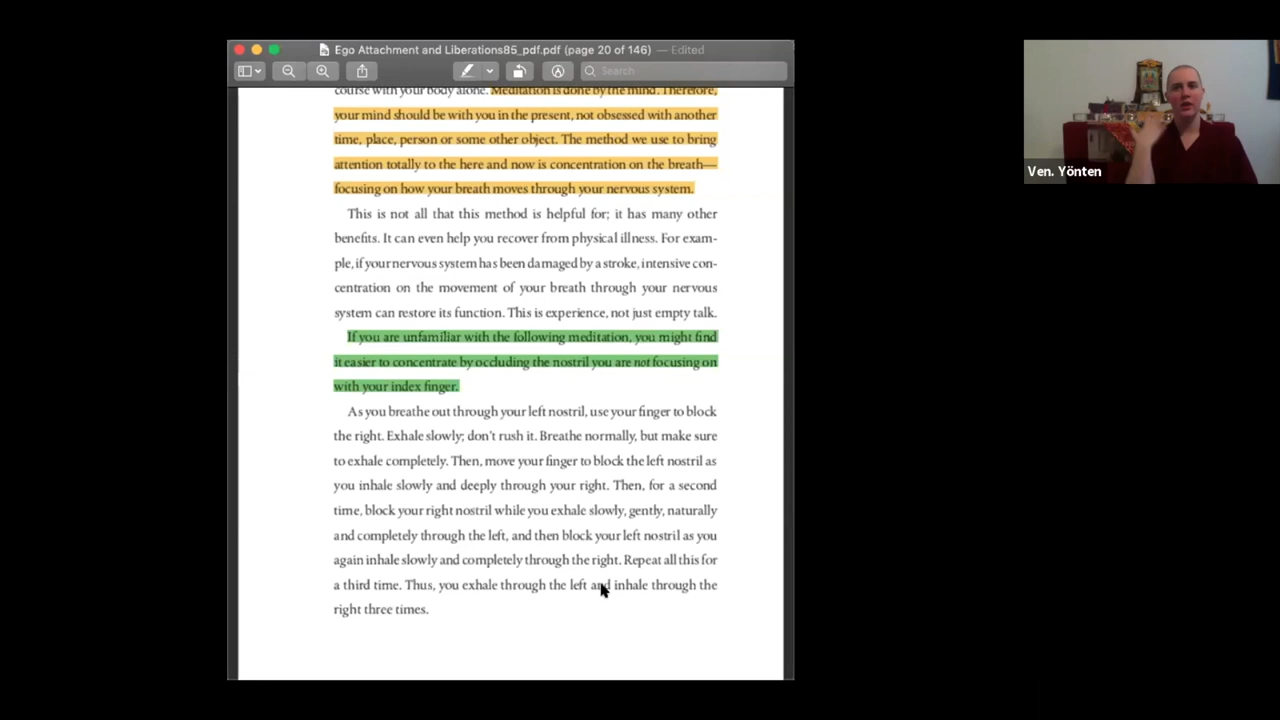 Ego Attachment and Liberations85_pdf.pdf (page 20 of 146) — Edited
Search
course with your body alone. Meditation is done by the mind. Therefore,
your mind should be with you in the present, not obsessed with another
time, place, person or some other object. The method we use to bring
attention totally to the here and now is concentration on the breath—
focusing on how your breath moves through your nervous system.
This is not all that this method is helpful for; it has many other
benefits. It can even help you recover from physical illness. For exam-
ple, if your nervous system has been damaged by a stroke, intensive con-
centration on the movement of your breath through your nervous
system can restore its function. This is experience, not just empty talk.
If you are unfamiliar with the following meditation, you might find
it easier to concentrate by occluding the nostril you are not focusing on
with your index finger.
As you breathe out through your left nostril, use your finger to block
the right. Exhale slowly; don't rush it. Breathe normally, but make sure
to exhale completely. Then, move your finger to block the left nostril as
you inhale slowly and deeply through your right. Then, for a second
time, block your right nostril while you exhale slowly, gently, naturally
and completely through the left, and then block your left nostril as you
again inhale slowly and completely through the right. Repeat all this for
a third time. Thus, you exhale through the left and inhale through the
right three times.
Ven. Yönten